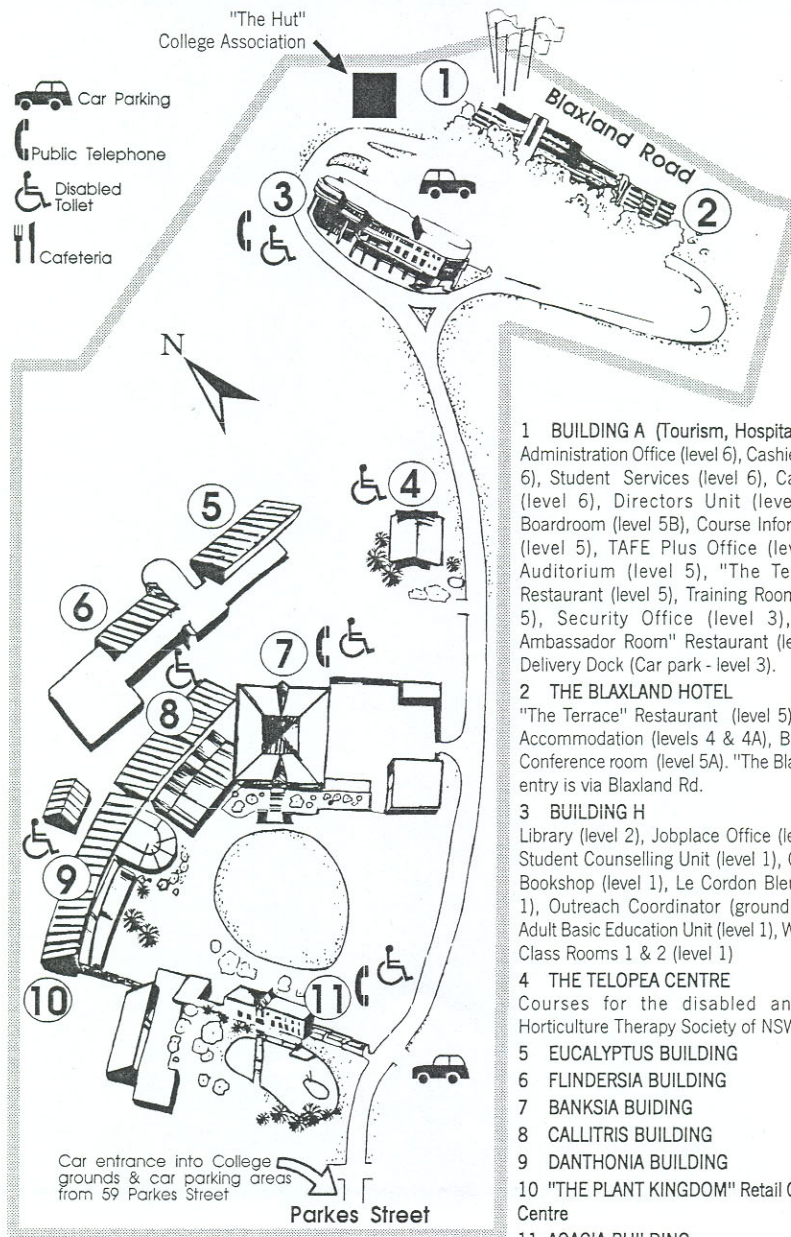 "The Hut"
College Association
Car Parking
Public Telephone
Disabled
Toilet
Cafeteria
1
Blaxland Road
2
3
N
4
5
6
7
8
9
10
11
Car entrance into College
grounds & car parking areas
from 59 Parkes Street
Parkes Street
1 BUILDING A (Tourism, Hospita
Administration Office (level 6), Cashie
6), Student Services (level 6), Ca
(level 6), Directors Unit (leve
Boardroom (level 5B), Course Infor
(level 5), TAFE Plus Office (lev
Auditorium (level 5), "The Te
Restaurant (level 5), Training Room
5), Security Office (level 3),
Ambassador Room" Restaurant (le
Delivery Dock (Car park - level 3).
2 THE BLAXLAND HOTEL
"The Terrace" Restaurant (level 5)
Accommodation (levels 4 & 4A), B
Conference room (level 5A). "The Bla
entry is via Blaxland Rd.
3 BUILDING H
Library (level 2), Jobplace Office (le
Student Counselling Unit (level 1), C
Bookshop (level 1), Le Cordon Ble
1), Outreach Coordinator (ground
Adult Basic Education Unit (level 1), W
Class Rooms 1 & 2 (level 1)
4 THE TELOPEA CENTRE
Courses for the disabled an
Horticulture Therapy Society of NSW
5 EUCALYPTUS BUILDING
6 FLINDERSIA BUILDING
7 BANKSIA BUIDING
8 CALLITRIS BUILDING
9 DANTHONIA BUILDING
10 "THE PLANT KINGDOM" Retail
Centre
11 ACACIA BUILDING